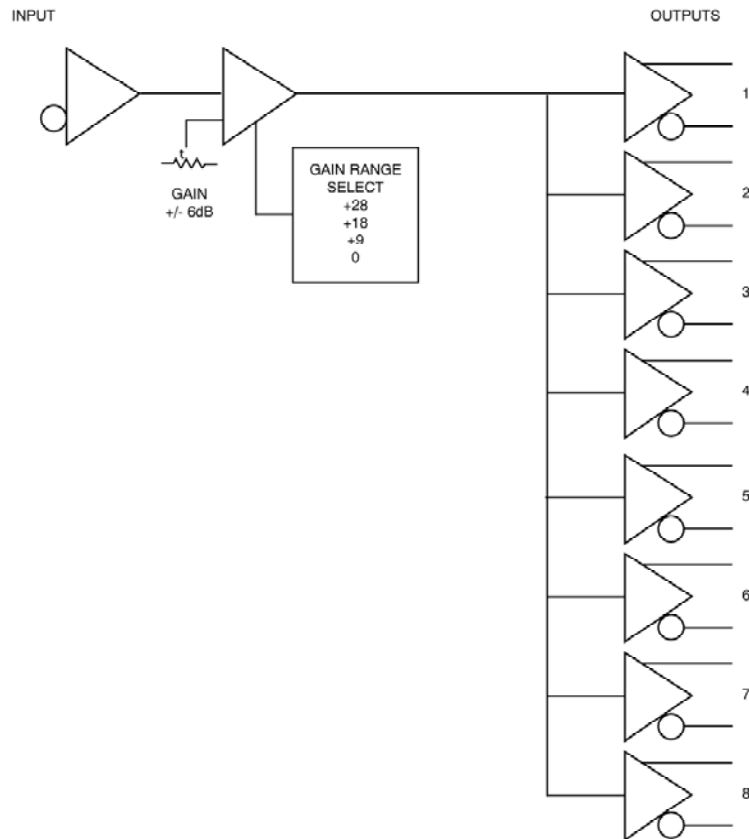 INPUT
OUTPUTS
GAIN
+/- 6dB
GAIN RANGE
SELECT
+28
+18
+9
0
1
2
3
4
5
6
7
8